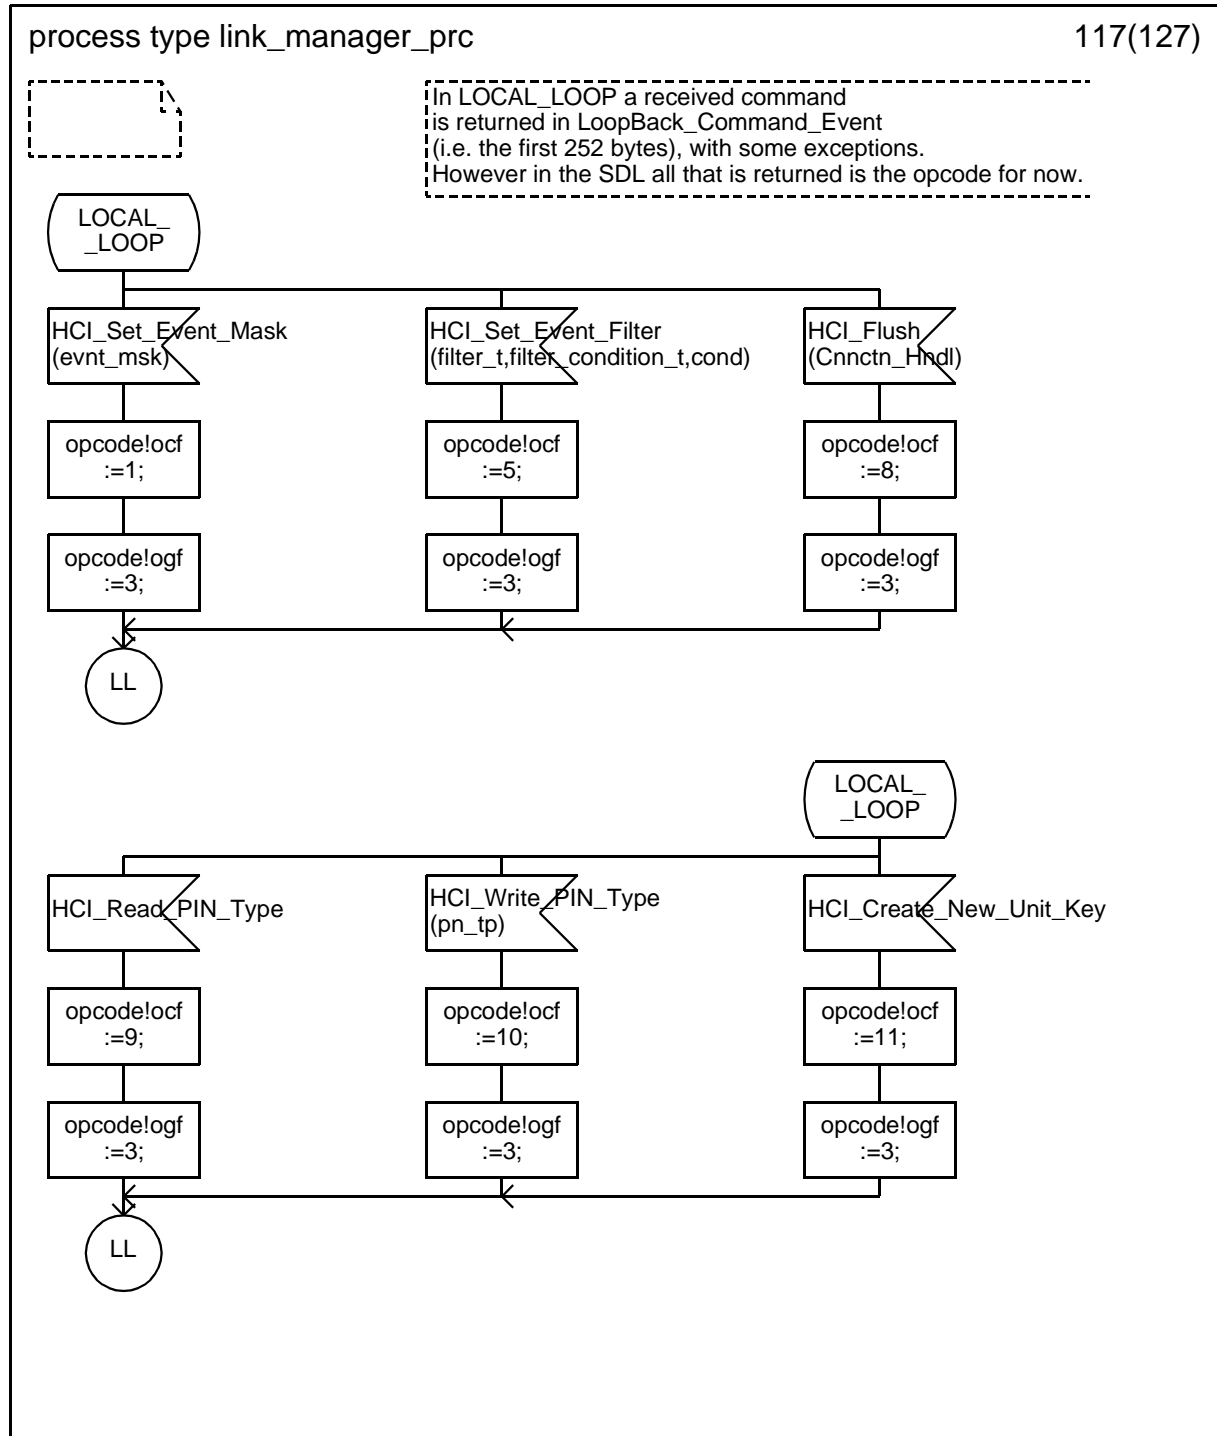 process type link_manager_prc
117(127)
In LOCAL_LOOP a received command
is returned in LoopBack_Command_Event
(i.e. the first 252 bytes), with some exceptions.
However in the SDL all that is returned is the opcode for now.
LOCAL_
_LOOP
HCI_Set_Event_Mask
(evnt_msk)
HCI_Set_Event_Filter
(filter_t,filter_condition_t,cond)
HCI_Flush
(Cnnctn_Hndl)
opcode!ocf
:=1;
opcode!ocf
:=5;
opcode!ocf
:=8;
opcode!ogf
:=3;
opcode!ogf
:=3;
opcode!ogf
:=3;
LL
LOCAL_
_LOOP
HCI_Read_PIN_Type
HCI_Write_PIN_Type
(pn_tp)
HCI_Create_New_Unit_Key
opcode!ocf
:=9;
opcode!ocf
:=10;
opcode!ocf
:=11;
opcode!ogf
:=3;
opcode!ogf
:=3;
opcode!ogf
:=3;
LL